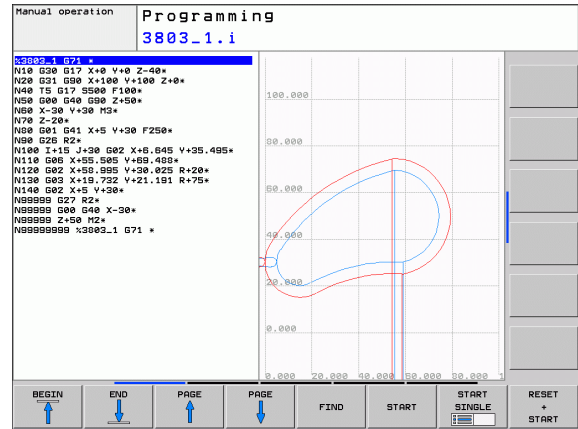 Manual operation
Programming
3803_1.i
%3803_1 G71 *
N10 G30 G17 X+0 Y+0 Z-40*
N20 G31 G90 X+100 Y+100 Z+0*
N40 T5 G17 S500 F100*
N50 G00 G40 G90 Z+50*
N60 X-30 Y+30 M3*
N70 Z-20*
N80 G01 G41 X+5 Y+30 F250*
N90 G26 R2*
N100 I+15 J+30 G02 X+6.645 Y+35.495*
N110 G06 X+55.505 Y+69.488*
N120 G02 X+58.995 Y+30.025 R+20*
N130 G03 X+19.732 Y+21.191 R+75*
N140 G02 X+5 Y+30*
N99999 G27 R2*
N99999 G00 G40 X-30*
N99999 Z+50 M2*
N99999999 %3803_1 G71 *
100.000
80.000
60.000
40.000
20.000
0.000
0.000 20.000 40.000 60.000 80.000 1
BEGIN
END
PAGE
PAGE
FIND
START
START
SINGLE
RESET
+
START